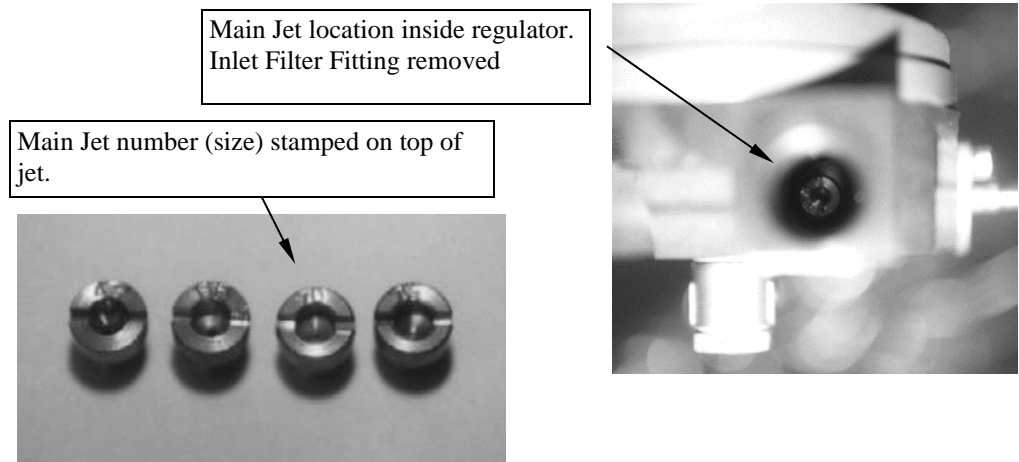 Main Jet location inside regulator.
Inlet Filter Fitting removed
Main Jet number (size) stamped on top of
jet.